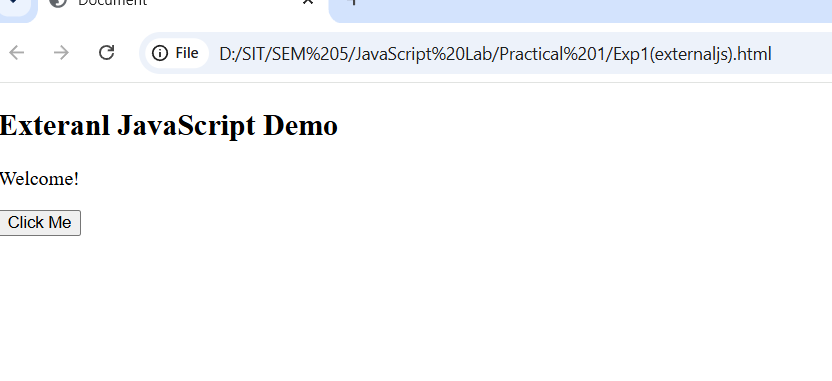 Document
File D:/SIT/SEM%205/JavaScript%20Lab/Practical%201/Exp1(externaljs).html
Exteranl JavaScript Demo
Welcome!
Click Me